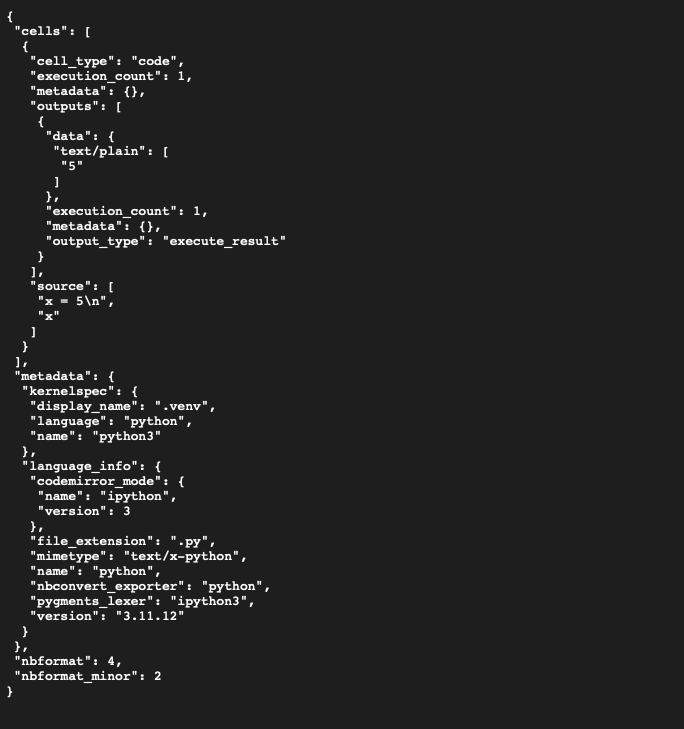 {
 "cells": [
  {
   "cell_type": "code",
   "execution_count": 1,
   "metadata": {},
   "outputs": [
    {
     "data": {
      "text/plain": [
       "5"
      ]
     },
     "execution_count": 1,
     "metadata": {},
     "output_type": "execute_result"
    }
   ],
   "source": [
    "x = 5\n",
    "x"
   ]
  }
 ],
 "metadata": {
  "kernelspec": {
   "display_name": ".venv",
   "language": "python",
   "name": "python3"
  },
  "language_info": {
   "codemirror_mode": {
    "name": "ipython",
    "version": 3
   },
   "file_extension": ".py",
   "mimetype": "text/x-python",
   "name": "python",
   "nbconvert_exporter": "python",
   "pygments_lexer": "ipython3",
   "version": "3.11.12"
  }
 },
 "nbformat": 4,
 "nbformat_minor": 2
}